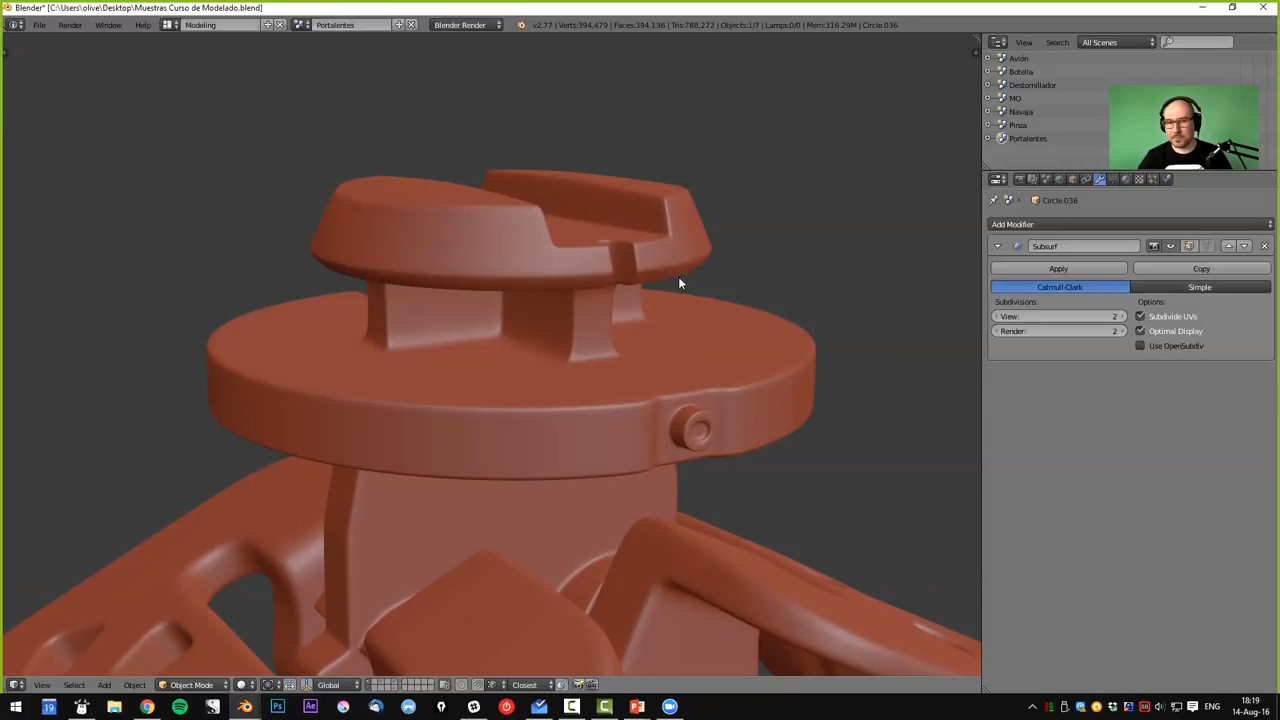 Blender* [C:\Users\olive\Desktop\Muestras Curso de Modelado.blend]
File Render Window Help Modeling Portalentes Blender Render v2.77 | Verts:394,479 | Faces:394,136 | Tris:788,272 | Objects:1/7 | Lamps:0/0 | Mem:316.29M | Circle.036
View Search All Scenes
Avión
Botella
Destornillador
MO
Navaja
Pinza
Portalentes
Circle.036
Add Modifier
Subsurf
Apply Copy
Catmull-Clark Simple
Subdivisions: Options:
View: 2 Subdivide UVs
Render: 2 Optimal Display
Use OpenSubdiv
View Select Add Object Object Mode Global Closest
19 Ps Ae ENG
18:19
14-Aug-16